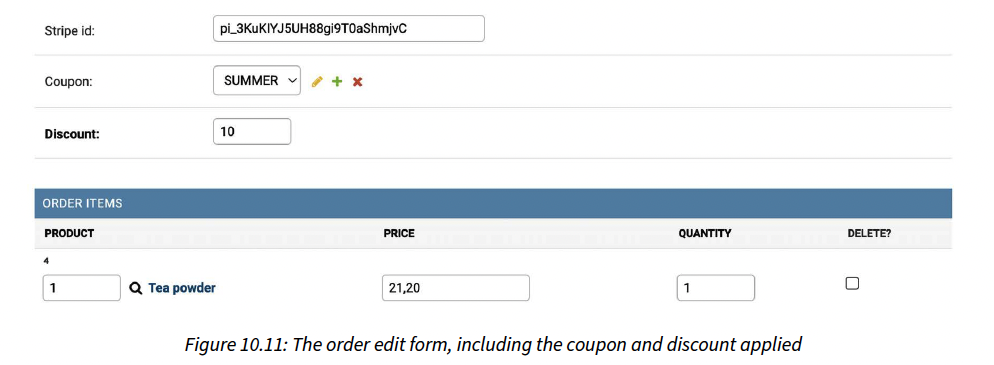 Stripe id: pi_3KuKIYJ5UH88gi9T0aShmjvC
Coupon: SUMMER
Discount: 10
ORDER ITEMS
PRODUCT PRICE QUANTITY DELETE?
4
1 Tea powder 21,20 1
Figure 10.11: The order edit form, including the coupon and discount applied